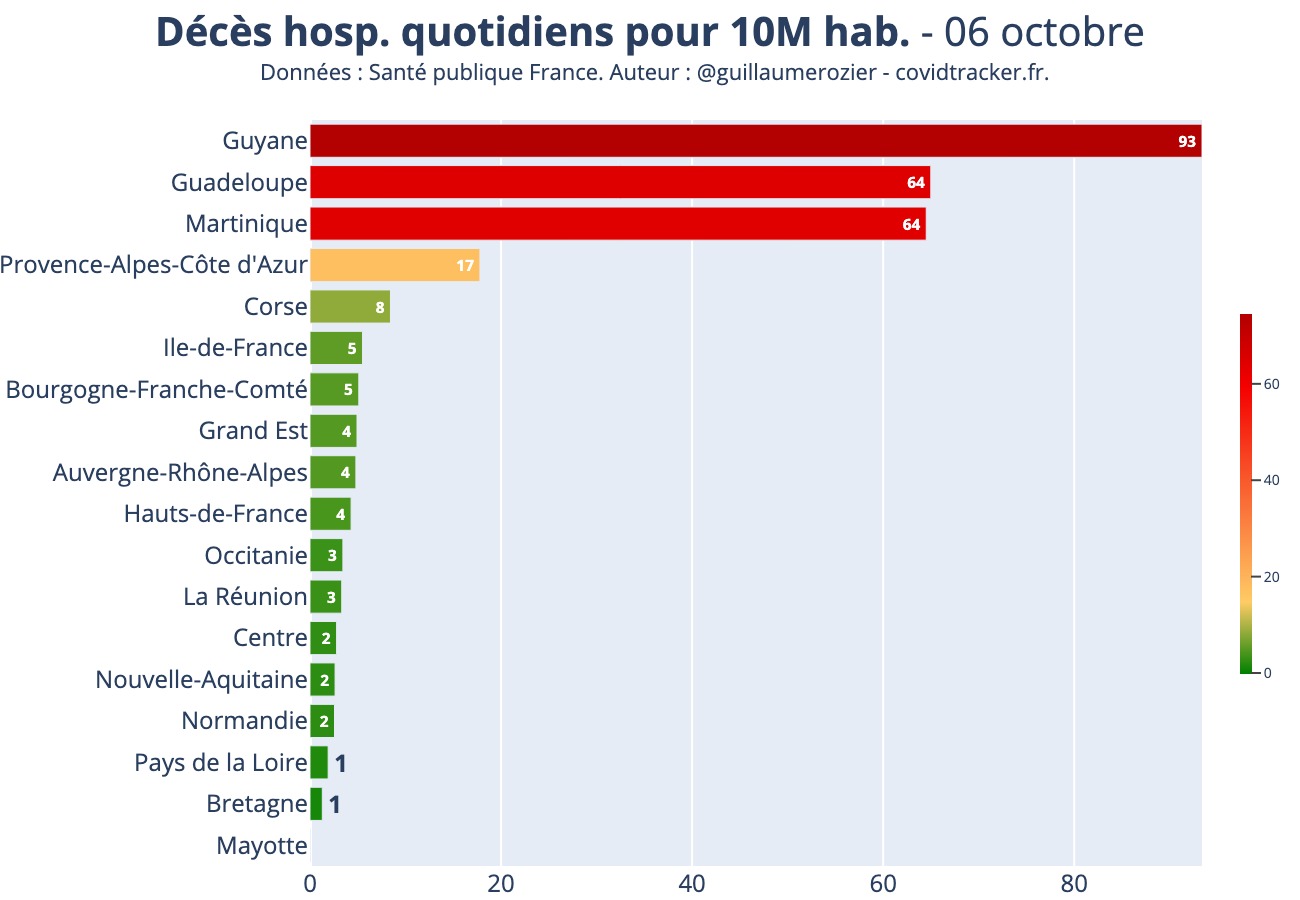 Décès hosp. quotidiens pour 10M hab. - 06 octobre
Données : Santé publique France. Auteur : @guillaumerozier - covidtracker.fr.
Guyane 93
Guadeloupe 64
Martinique 64
Provence-Alpes-Côte d'Azur 17
Corse 8
Ile-de-France 5
Bourgogne-Franche-Comté 5
Grand Est 4
Auvergne-Rhône-Alpes 4
Hauts-de-France 4
Occitanie 3
La Réunion 3
Centre 2
Nouvelle-Aquitaine 2
Normandie 2
Pays de la Loire 1
Bretagne 1
Mayotte
0 20 40 60 80
60
40
20
0